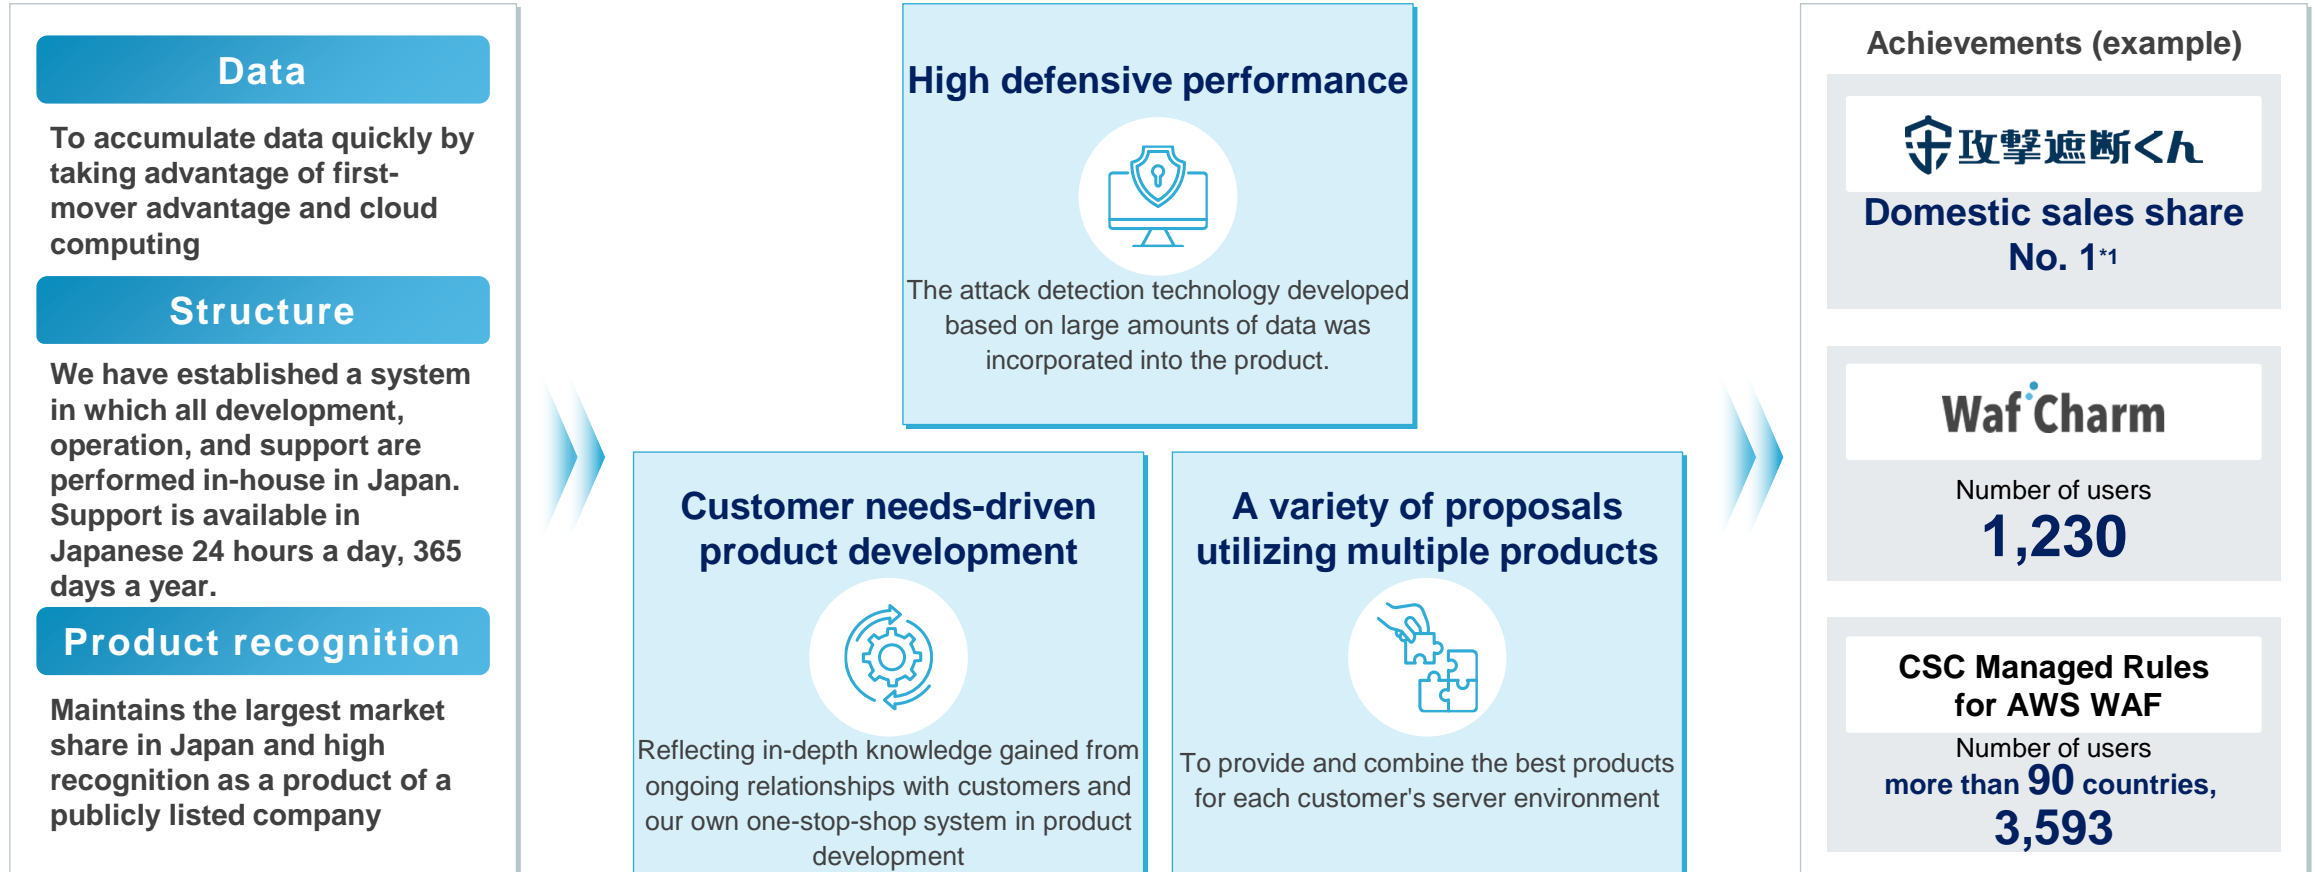 Data
To accumulate data quickly by
taking advantage of first-
mover advantage and cloud
computing
Structure
We have established a system
in which all development,
operation, and support are
performed in-house in Japan.
Support is available in
Japanese 24 hours a day, 365
days a year.
Product recognition
Maintains the largest market
share in Japan and high
recognition as a product of a
publicly listed company
High defensive performance
The attack detection technology developed
based on large amounts of data was
incorporated into the product.
Customer needs-driven
product development
Reflecting in-depth knowledge gained from
ongoing relationships with customers and
our own one-stop-shop system in product
development
A variety of proposals
utilizing multiple products
To provide and combine the best products
for each customer's server environment
Achievements (example)
攻撃遮断くん
Domestic sales share
No. 1*1
WafCharm
Number of users
1,230
CSC Managed Rules
for AWS WAF
Number of users
more than 90 countries,
3,593